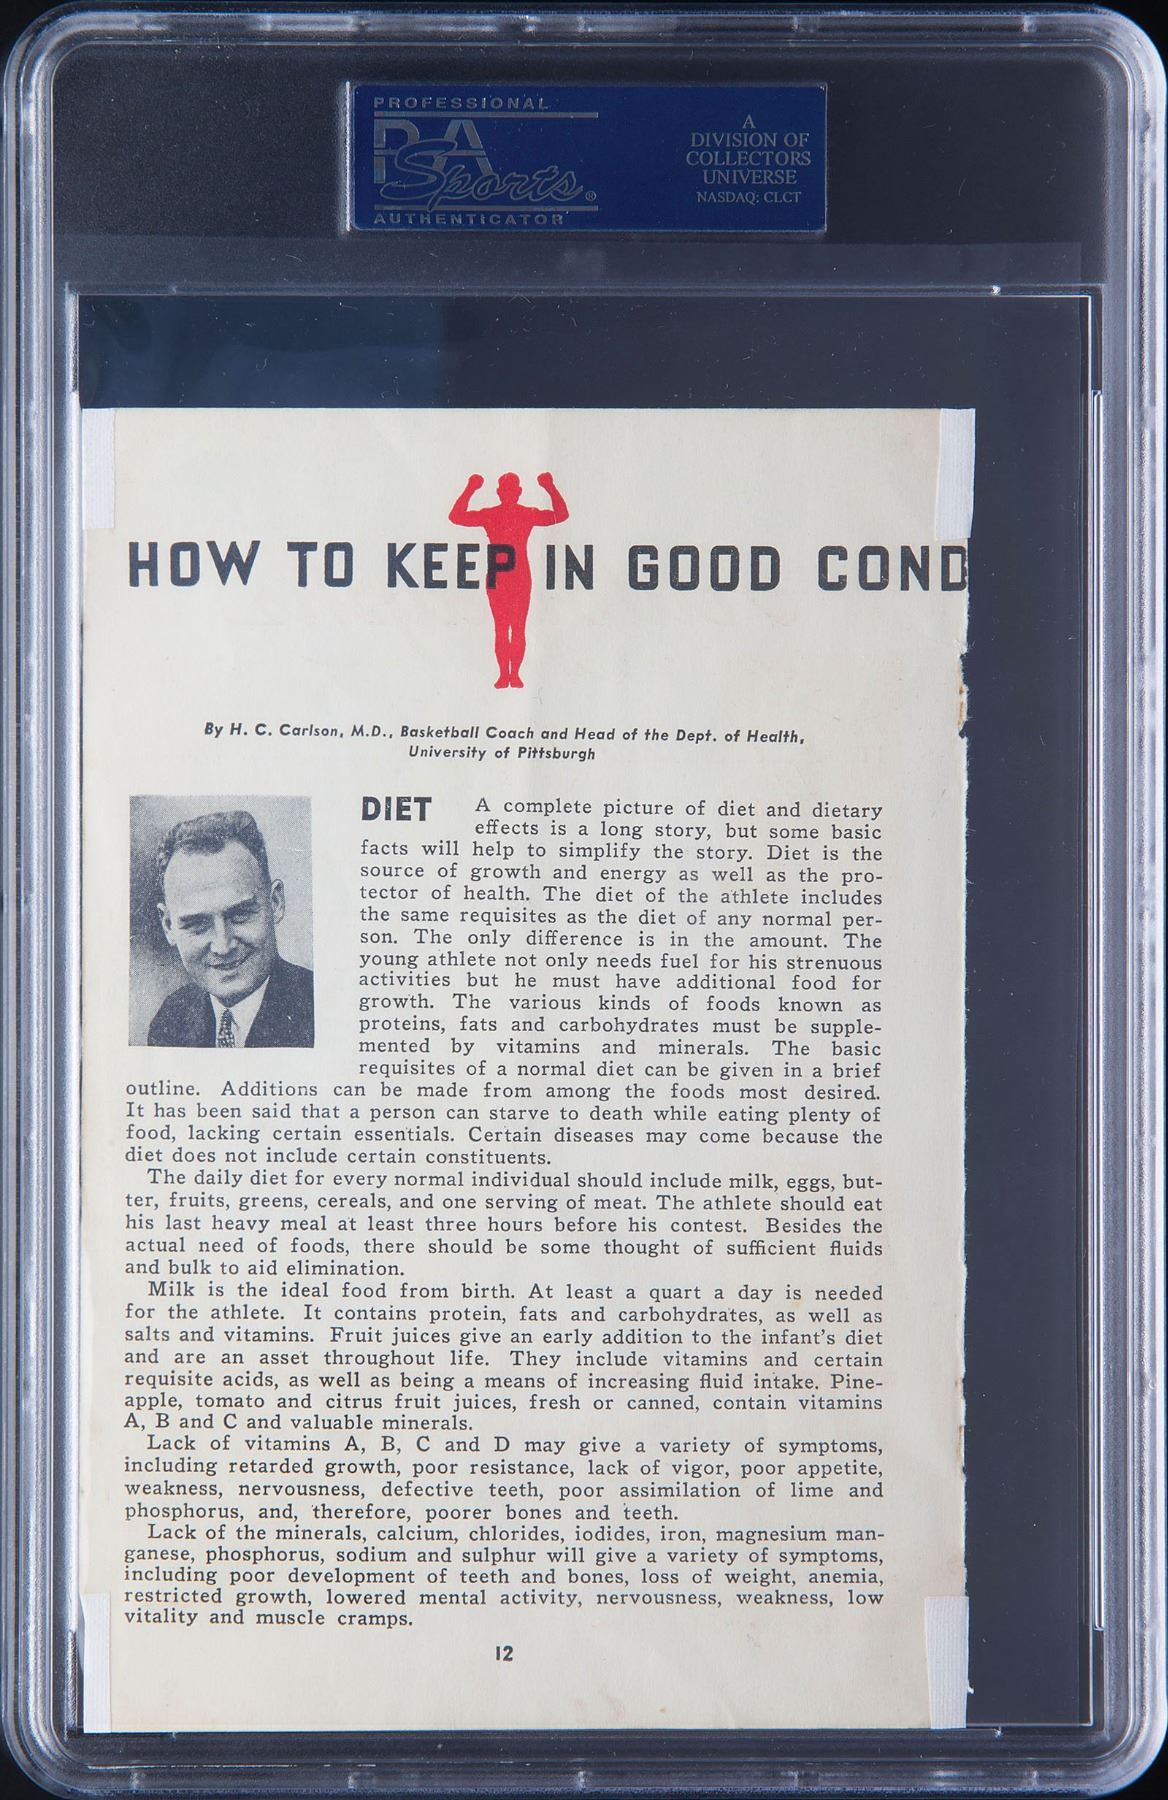 PROFESSIONAL
PSA
Sports®
AUTHENTICATOR
A
DIVISION OF
COLLECTORS
UNIVERSE
NASDAQ: CLCT
HOW TO KEEP IN GOOD COND
By H. C. Carlson, M.D., Basketball Coach and Head of the Dept. of Health,
University of Pittsburgh
DIET A complete picture of diet and dietary
effects is a long story, but some basic
facts will help to simplify the story. Diet is the
source of growth and energy as well as the pro-
tector of health. The diet of the athlete includes
the same requisites as the diet of any normal per-
son. The only difference is in the amount. The
young athlete not only needs fuel for his strenuous
activities but he must have additional food for
growth. The various kinds of foods known as
proteins, fats and carbohydrates must be supple-
mented by vitamins and minerals. The basic
requisites of a normal diet can be given in a brief
outline. Additions can be made from among the foods most desired.
It has been said that a person can starve to death while eating plenty of
food, lacking certain essentials. Certain diseases may come because the
diet does not include certain constituents.
The daily diet for every normal individual should include milk, eggs, but-
ter, fruits, greens, cereals, and one serving of meat. The athlete should eat
his last heavy meal at least three hours before his contest. Besides the
actual need of foods, there should be some thought of sufficient fluids
and bulk to aid elimination.
Milk is the ideal food from birth. At least a quart a day is needed
for the athlete. It contains protein, fats and carbohydrates, as well as
salts and vitamins. Fruit juices give an early addition to the infant's diet
and are an asset throughout life. They include vitamins and certain
requisite acids, as well as being a means of increasing fluid intake. Pine-
apple, tomato and citrus fruit juices, fresh or canned, contain vitamins
A, B and C and valuable minerals.
Lack of vitamins A, B, C and D may give a variety of symptoms,
including retarded growth, poor resistance, lack of vigor, poor appetite,
weakness, nervousness, defective teeth, poor assimilation of lime and
phosphorus, and, therefore, poorer bones and teeth.
Lack of the minerals, calcium, chlorides, iodides, iron, magnesium man-
ganese, phosphorus, sodium and sulphur will give a variety of symptoms,
including poor development of teeth and bones, loss of weight, anemia,
restricted growth, lowered mental activity, nervousness, weakness, low
vitality and muscle cramps.
12